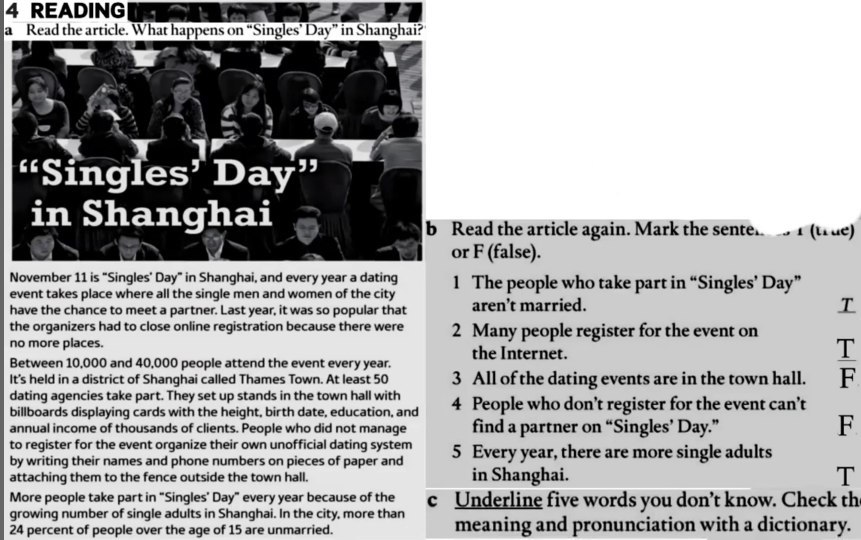 4 READING
a Read the article. What happens on “Singles’ Day” in Shanghai?
“Singles’ Day”
in Shanghai
November 11 is “Singles’ Day” in Shanghai, and every year a dating
event takes place where all the single men and women of the city
have the chance to meet a partner. Last year, it was so popular that
the organizers had to close online registration because there were
no more places.
Between 10,000 and 40,000 people attend the event every year.
It’s held in a district of Shanghai called Thames Town. At least 50
dating agencies take part. They set up stands in the town hall with
billboards displaying cards with the height, birth date, education, and
annual income of thousands of clients. People who did not manage
to register for the event organize their own unofficial dating system
by writing their names and phone numbers on pieces of paper and
attaching them to the fence outside the town hall.
More people take part in “Singles’ Day” every year because of the
growing number of single adults in Shanghai. In the city, more than
24 percent of people over the age of 15 are unmarried.
b Read the article again. Mark the (true)
or F (false).
1 The people who take part in “Singles’ Day”
aren’t married. T
2 Many people register for the event on
the Internet. T
3 All of the dating events are in the town hall. F
4 People who don’t register for the event can’t
find a partner on “Singles’ Day.” F
5 Every year, there are more single adults
in Shanghai. T
c Underline five words you don’t know. Check the
meaning and pronunciation with a dictionary.